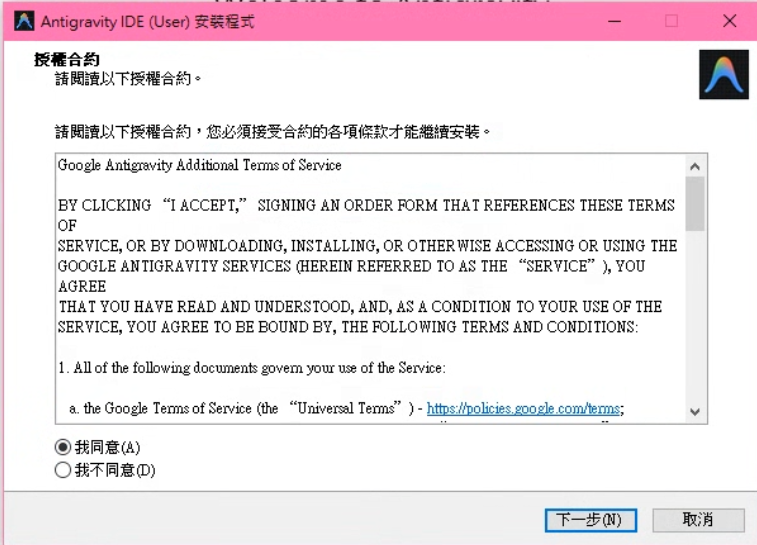 Antigravity IDE (User) 安裝程式
授權合約
請閱讀以下授權合約。
請閱讀以下授權合約，您必須接受合約的各項條款才能繼續安裝。
Google Antigravity Additional Terms of Service
BY CLICKING “I ACCEPT,” SIGNING AN ORDER FORM THAT REFERENCES THESE TERMS
OF
SERVICE, OR BY DOWNLOADING, INSTALLING, OR OTHERWISE ACCESSING OR USING THE
GOOGLE ANTIGRAVITY SERVICES (HEREIN REFERRED TO AS THE “SERVICE”), YOU
AGREE
THAT YOU HAVE READ AND UNDERSTOOD, AND, AS A CONDITION TO YOUR USE OF THE
SERVICE, YOU AGREE TO BE BOUND BY, THE FOLLOWING TERMS AND CONDITIONS:
1. All of the following documents govern your use of the Service:
a. the Google Terms of Service (the “Universal Terms”) - https://policies.google.com/terms;
我同意(A)
我不同意(D)
下一步(N)
取消